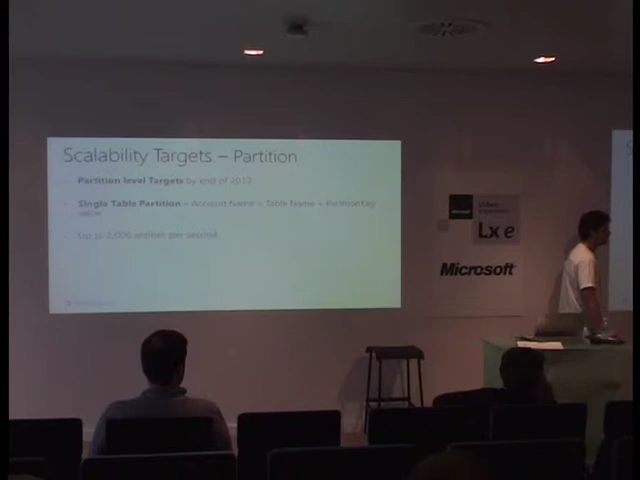 Scalability Targets – Partition
Partition level Targets by end of 2012
Single Table Partition – Account Name + Table Name + PartitionKey
value
Up to 2,000 entities per second
Lx e
Microsoft